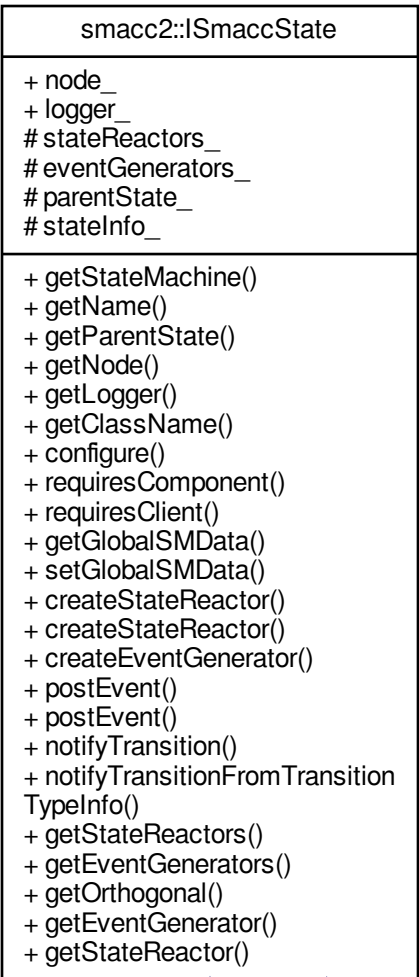 smacc2::ISmaccState
+ node_
+ logger_
# stateReactors_
# eventGenerators_
# parentState_
# stateInfo_
+ getStateMachine()
+ getName()
+ getParentState()
+ getNode()
+ getLogger()
+ getClassName()
+ configure()
+ requiresComponent()
+ requiresClient()
+ getGlobalSMData()
+ setGlobalSMData()
+ createStateReactor()
+ createStateReactor()
+ createEventGenerator()
+ postEvent()
+ postEvent()
+ notifyTransition()
+ notifyTransitionFromTransition
TypeInfo()
+ getStateReactors()
+ getEventGenerators()
+ getOrthogonal()
+ getEventGenerator()
+ getStateReactor()